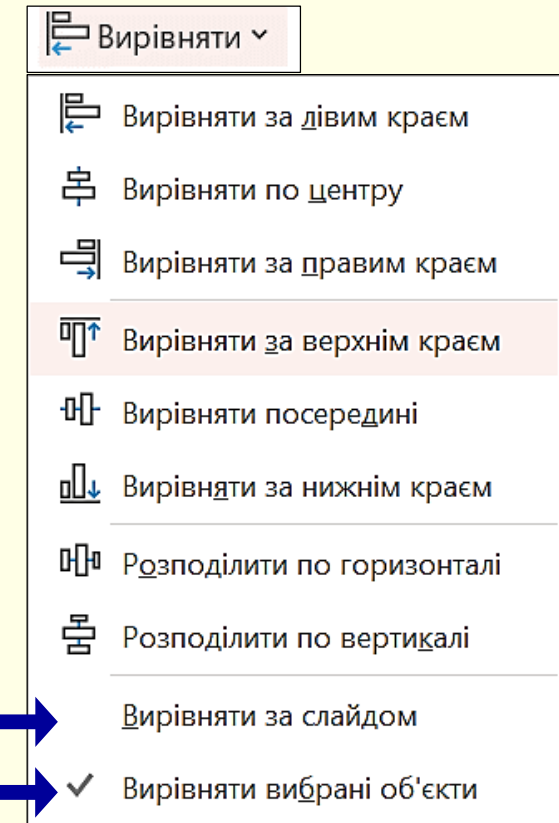 Вирівняти
Вирівняти за лівим краєм
Вирівняти по центру
Вирівняти за правим краєм
Вирівняти за верхнім краєм
Вирівняти посередині
Вирівняти за нижнім краєм
Розподілити по горизонталі
Розподілити по вертикалі
Вирівняти за слайдом
Вирівняти вибрані об'єкти